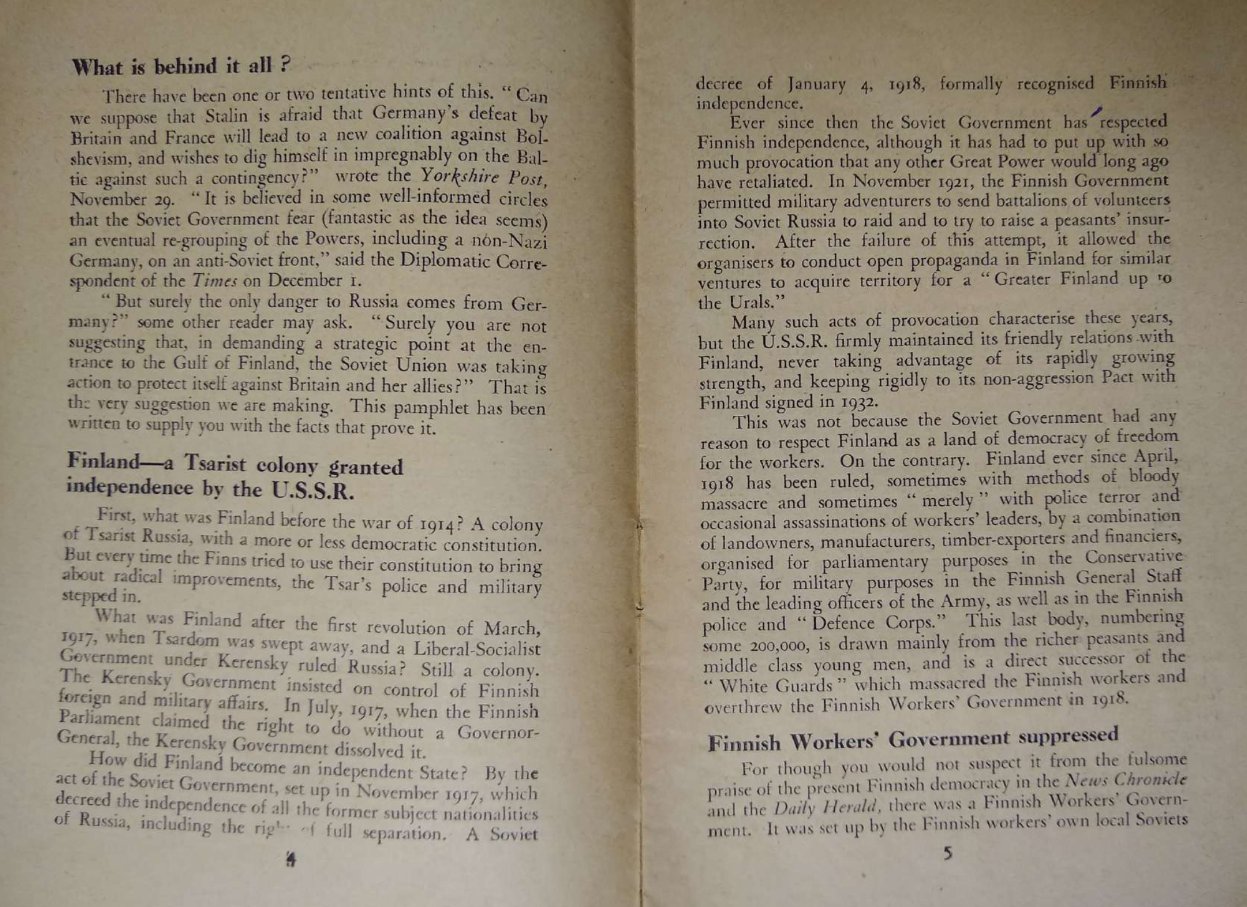 What is behind it all ?
There have been one or two tentative hints of this. “ Can
we suppose that Stalin is afraid that Germany's defeat by
Britain and France will lead to a new coalition against Bol-
shevism, and wishes to dig himself in impregnably on the Bal-
tic against such a contingency?” wrote the Yorkshire Post,
November 29. “ It is believed in some well-informed circles
that the Soviet Government fear (fantastic as the idea seems)
an eventual re-grouping of the Powers, including a non-Nazi
Germany, on an anti-Soviet front,” said the Diplomatic Corre-
spondent of the Times on December 1.
“ But surely the only danger to Russia comes from Ger-
many?” some other reader may ask. “ Surely you are not
suggesting that, in demanding a strategic point at the en-
trance to the Gulf of Finland, the Soviet Union was taking
action to protect itself against Britain and her allies?” That is
the very suggestion we are making. This pamphlet has been
written to supply you with the facts that prove it.
Finland—a Tsarist colony granted
independence by the U.S.S.R.
First, what was Finland before the war of 1914? A colony
of Tsarist Russia, with a more or less democratic constitution.
But every time the Finns tried to use their constitution to bring
about radical improvements, the Tsar's police and military
stepped in.
What was Finland after the first revolution of March,
1917, when Tsardom was swept away, and a Liberal-Socialist
Government under Kerensky ruled Russia? Still a colony.
The Kerensky Government insisted on control of Finnish
foreign and military affairs. In July, 1917, when the Finnish
Parliament claimed the right to do without a Governor-
General, the Kerensky Government dissolved it.
How did Finland become an independent State? By the
act of the Soviet Government, set up in November 1917, which
decreed the independence of all the former subject nationalities
of Russia, including the full separation. A Soviet
4
decree of January 4, 1918, formally recognised Finnish
independence.
Ever since then the Soviet Government has respected
Finnish independence, although it has had to put up with so
much provocation that any other Great Power would long ago
have retaliated. In November 1921, the Finnish Government
permitted military adventurers to send battalions of volunteers
into Soviet Russia to raid and to try to raise a peasants' insur-
rection. After the failure of this attempt, it allowed the
organisers to conduct open propaganda in Finland for similar
ventures to acquire territory for a “ Greater Finland up to
the Urals.”
Many such acts of provocation characterise these years,
but the U.S.S.R. firmly maintained its friendly relations with
Finland, never taking advantage of its rapidly growing
strength, and keeping rigidly to its non-aggression Pact with
Finland signed in 1932.
This was not because the Soviet Government had any
reason to respect Finland as a land of democracy of freedom
for the workers. On the contrary. Finland ever since April,
1918 has been ruled, sometimes with methods of bloody
massacre and sometimes “ merely ” with police terror and
occasional assassinations of workers' leaders, by a combination
of landowners, manufacturers, timber-exporters and financiers,
organised for parliamentary purposes in the Conservative
Party, for military purposes in the Finnish General Staff
and the leading officers of the Army, as well as in the Finnish
police and “ Defence Corps.” This last body, numbering
some 200,000, is drawn mainly from the richer peasants and
middle class young men, and is a direct successor of the
“ White Guards ” which massacred the Finnish workers and
overthrew the Finnish Workers' Government in 1918.
Finnish Workers' Government suppressed
For though you would not suspect it from the fulsome
praise of the present Finnish democracy in the News Chronicle
and the Daily Herald, there was a Finnish Workers' Govern-
ment. It was set up by the Finnish workers' own local Soviets
5